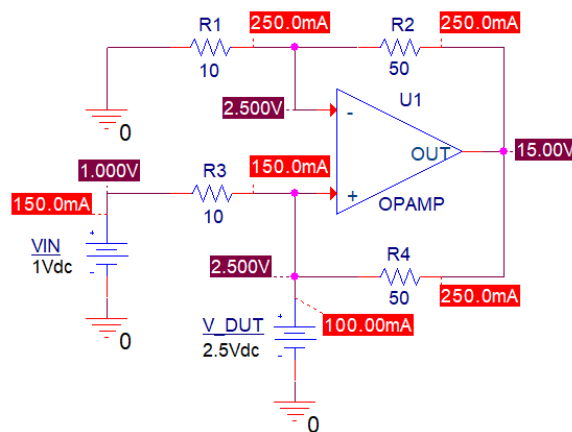 R1
250.0mA
R2
250.0mA
10
50
U1
0
2.500V
-
OUT
15.00V
1.000V
R3
150.0mA
+
OPAMP
150.0mA
10
VIN
1Vdc
+
-
2.500V
R4
250.0mA
50
0
V_DUT
2.5Vdc
+
-
100.00mA
0